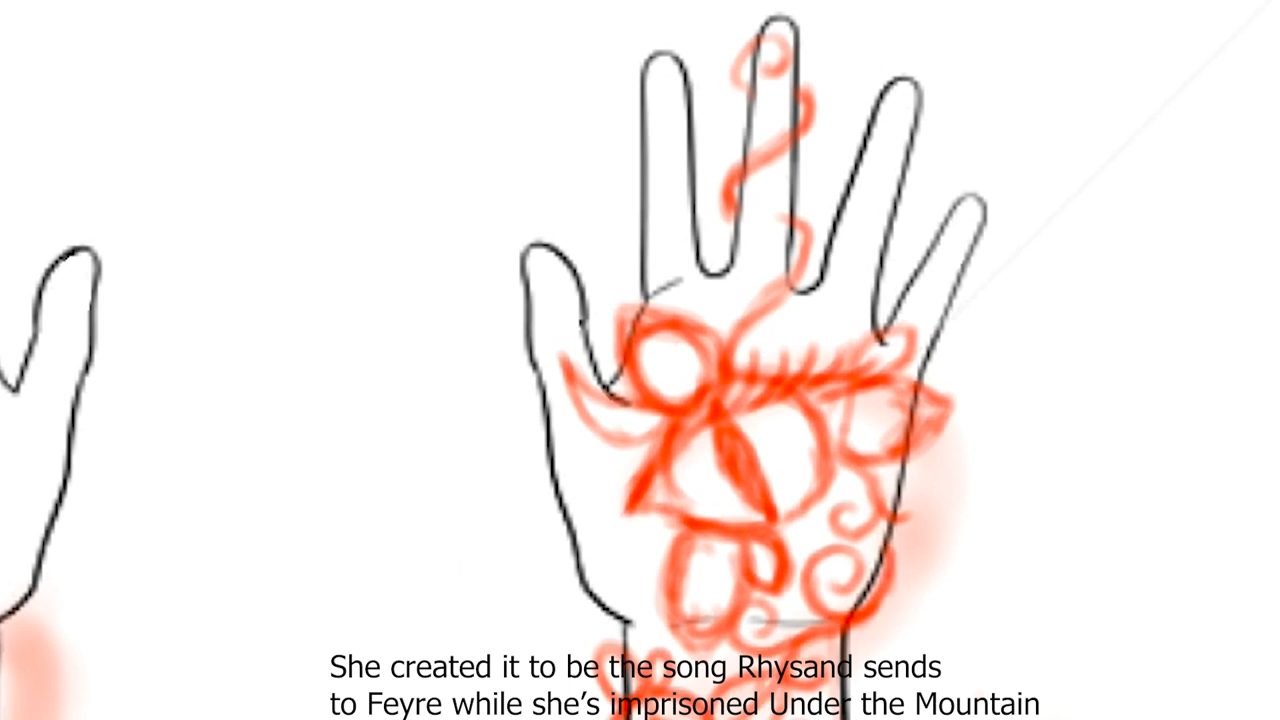 She created it to be the song Rhysand sends
to Feyre while she’s imprisoned Under the Mountain